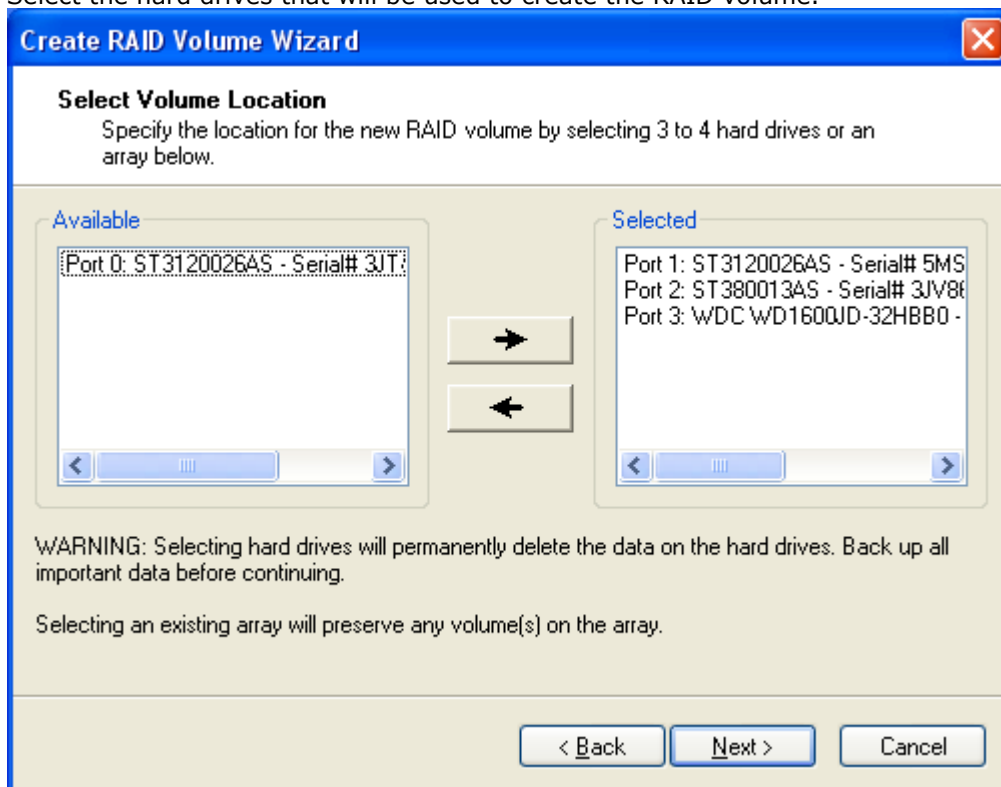 Select the hard drives that will be used to create the RAID volume.
Create RAID Volume Wizard
Select Volume Location
Specify the location for the new RAID volume by selecting 3 to 4 hard drives or an
array below.
Available
Port 0: ST3120026AS - Serial# 3JT
Selected
Port 1: ST3120026AS - Serial# 5MS
Port 2: ST380013AS - Serial# 3JV86
Port 3: WDC WD1600JD-32HBB0 -
WARNING: Selecting hard drives will permanently delete the data on the hard drives. Back up all
important data before continuing.
Selecting an existing array will preserve any volume(s) on the array.
< Back
Next >
Cancel